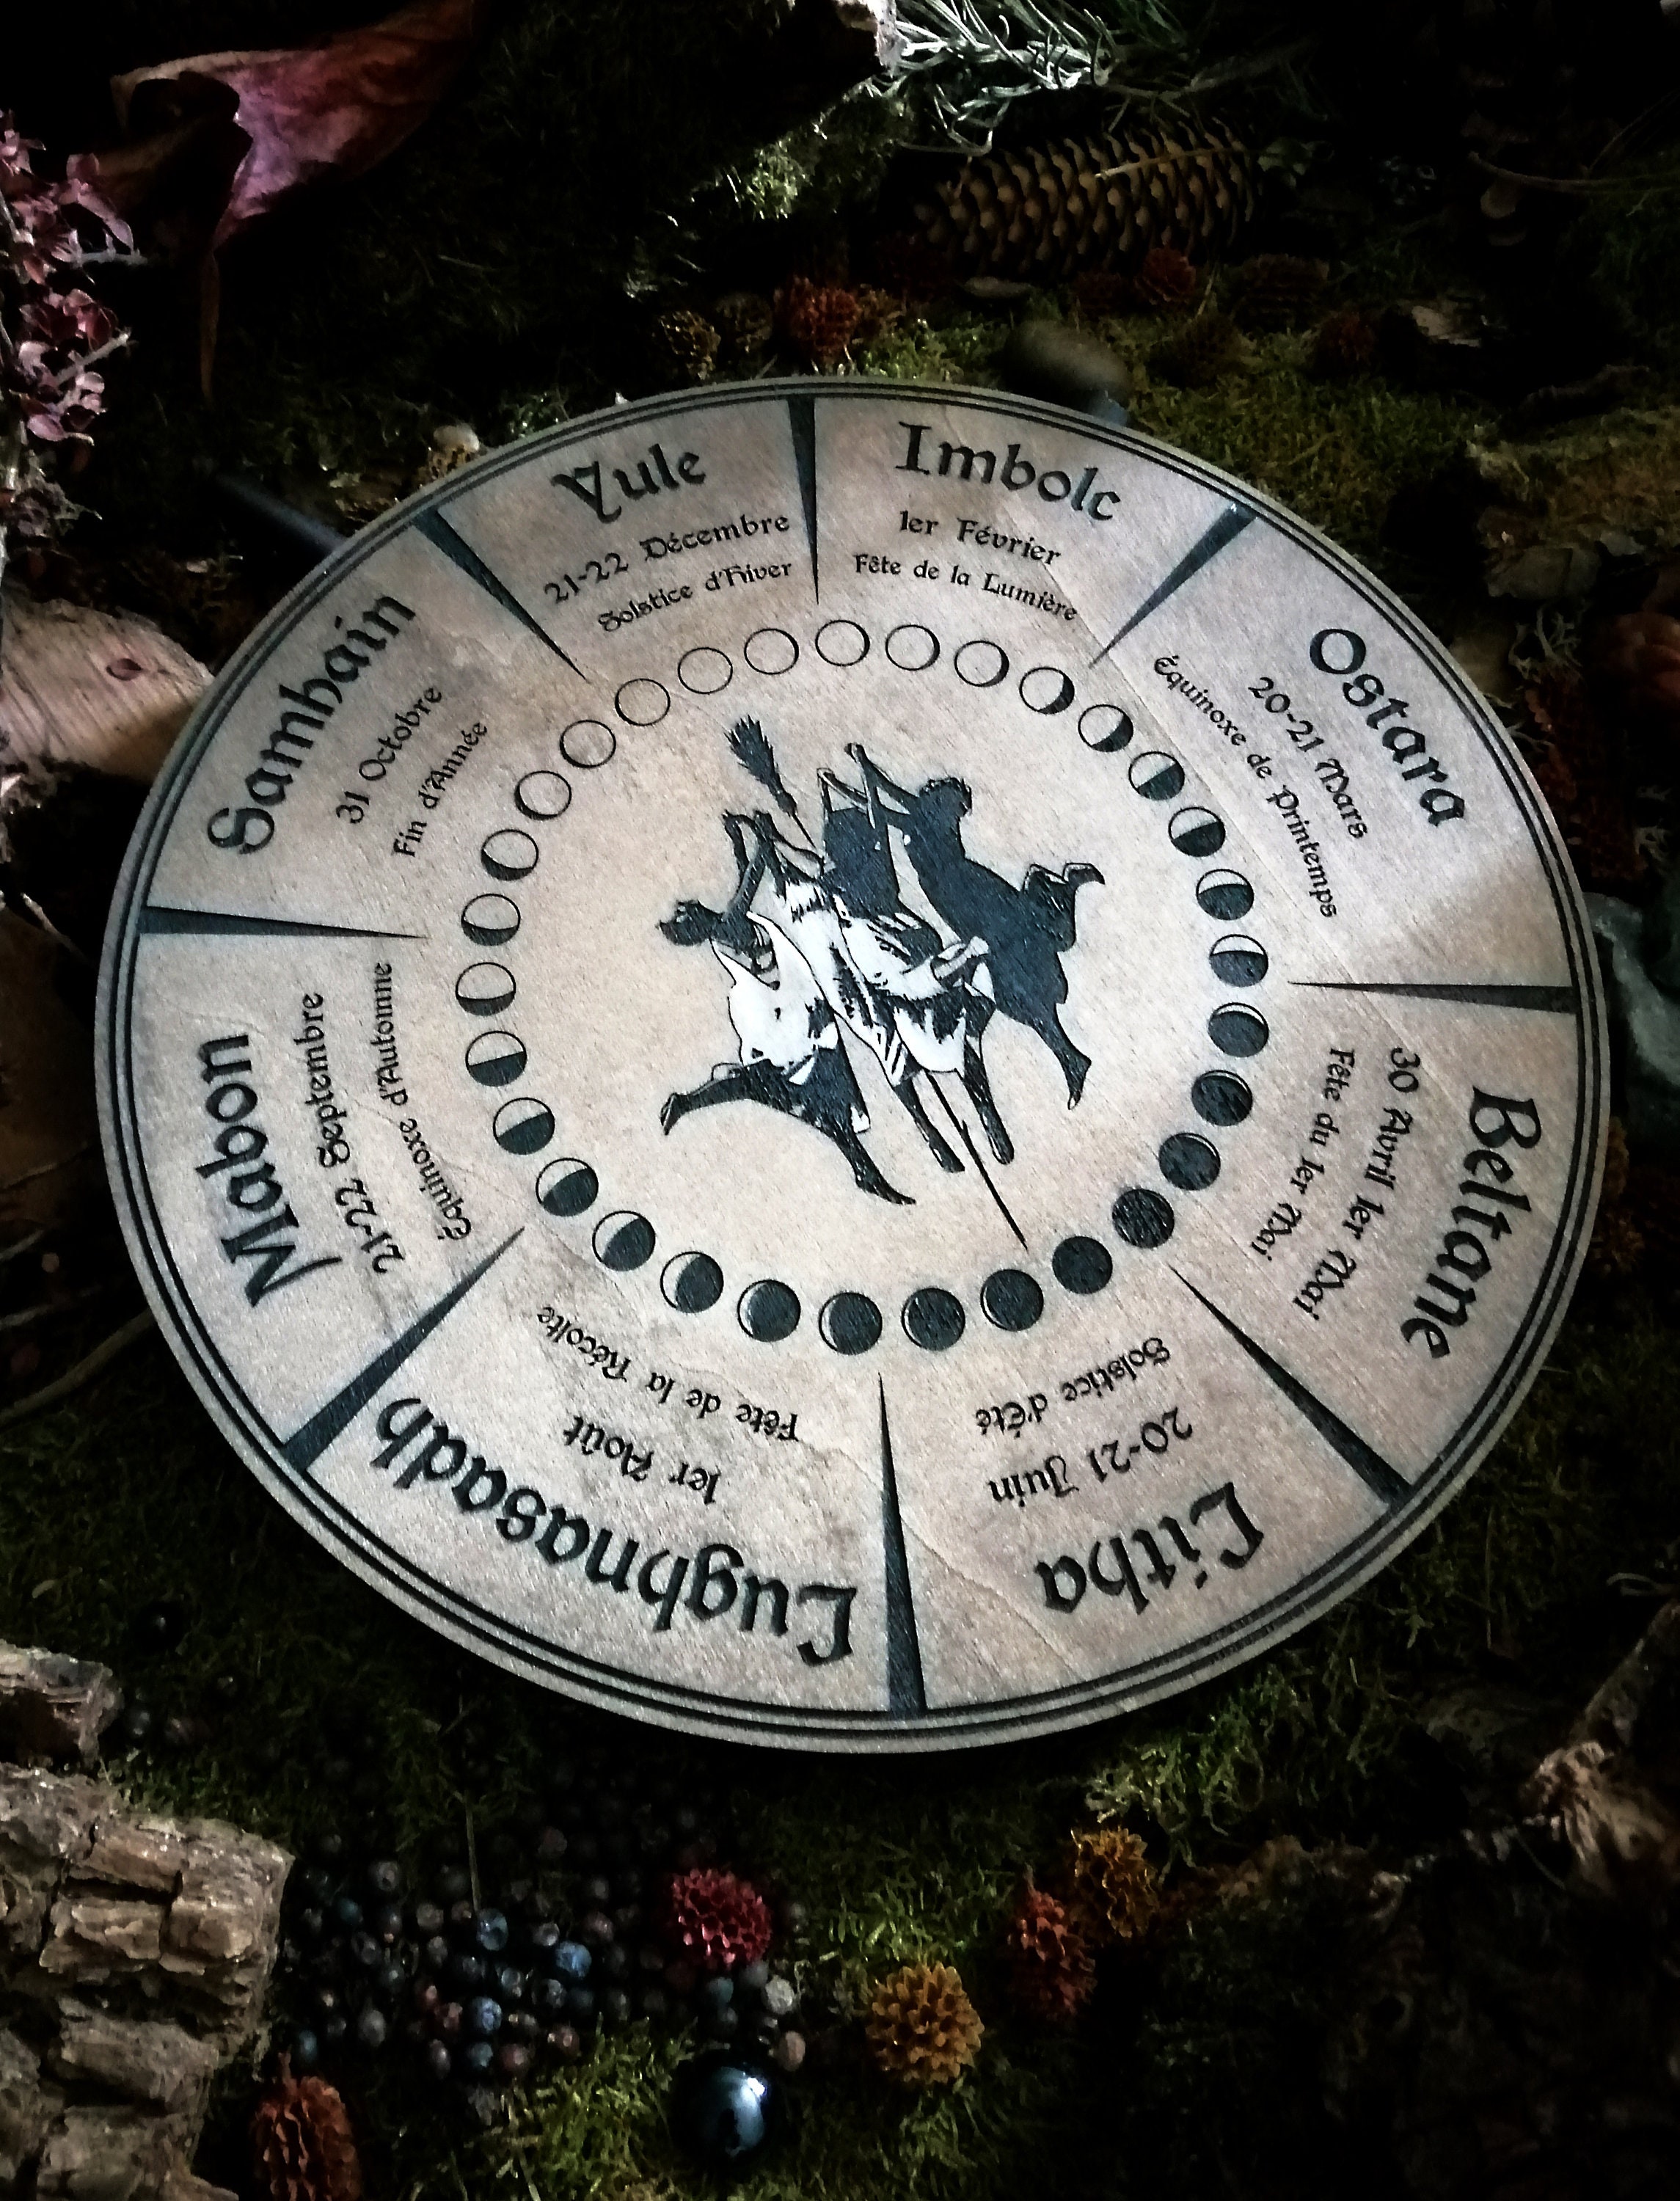 Yule
21-22 Décembre
Solstice d'Hiver
Imbolc
1er Février
Fête de la Lumière
Ostara
20-21 Mars
Équinoxe de Printemps
Beltane
30 Avril 1er Mai
Fête du 1er Mai
Litha
20-21 Juin
Solstice d'Été
Lughnasadh
1er Août
Fête de la Récolte
Mabon
21-22 Septembre
Équinoxe d'Automne
Samhain
31 Octobre
Fin d'Année